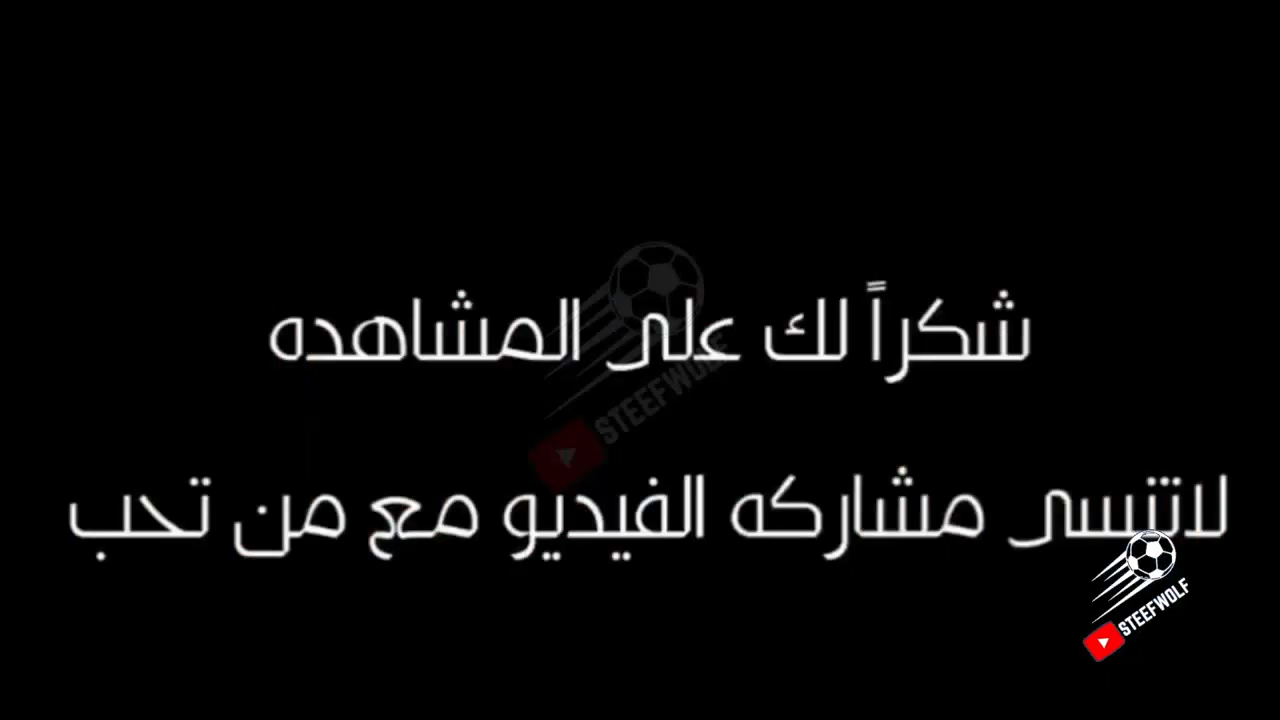 شكراً لك على المشاهده
STEEFWOLF
لاتنسى مشاركه الفيديو مع من تحب
STEEFWOLF